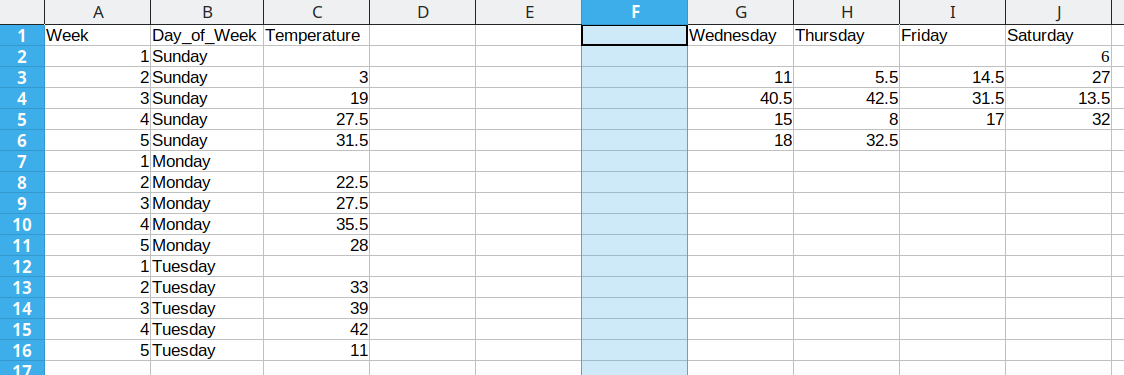 A B C D E F G H I J
1 Week Day_of_Week Temperature Wednesday Thursday Friday Saturday
2 1 Sunday 6
3 2 Sunday 3 11 5.5 14.5 27
4 3 Sunday 19 40.5 42.5 31.5 13.5
5 4 Sunday 27.5 15 8 17 32
6 5 Sunday 31.5 18 32.5
7 1 Monday
8 2 Monday 22.5
9 3 Monday 27.5
10 4 Monday 35.5
11 5 Monday 28
12 1 Tuesday
13 2 Tuesday 33
14 3 Tuesday 39
15 4 Tuesday 42
16 5 Tuesday 11
17